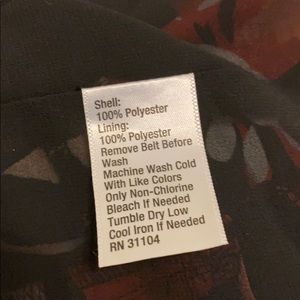 Shell:
100% Polyester
Lining:
100% Polyester
Remove Belt Before
Wash
Machine Wash Cold
With Like Colors
Only Non-Chlorine
Bleach If Needed
Tumble Dry Low
Cool Iron If Needed
RN 31104